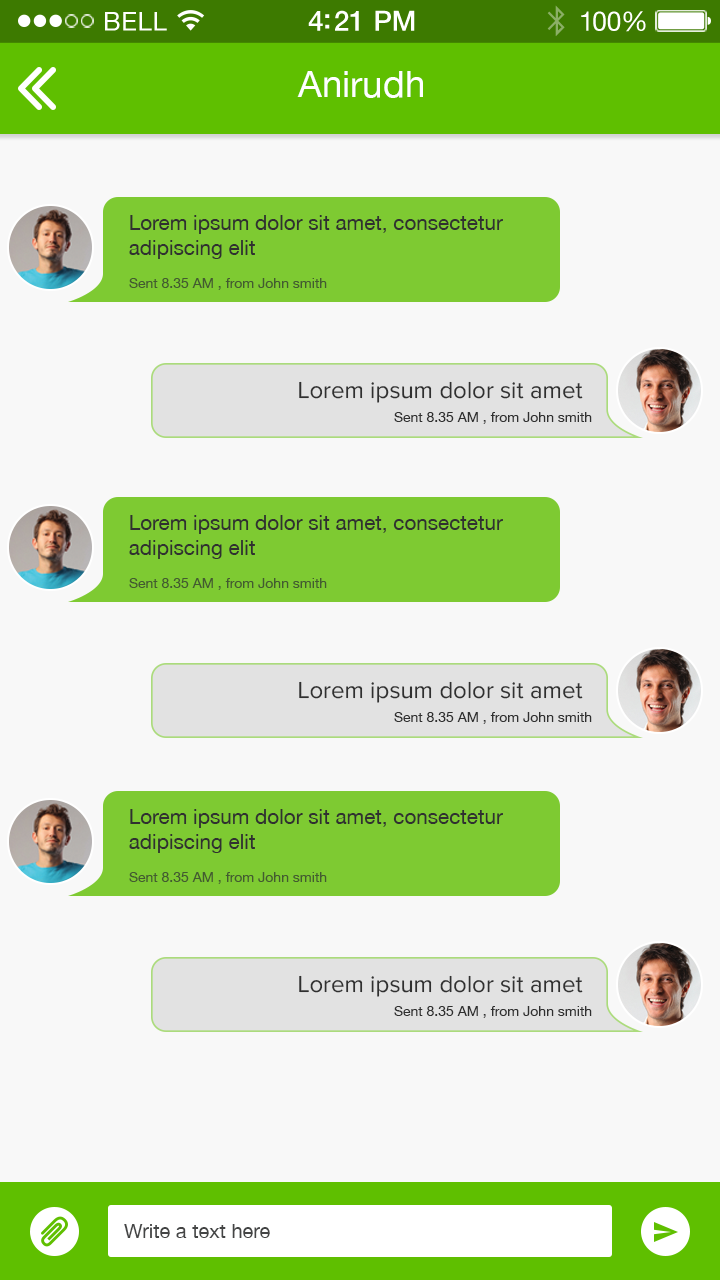 BELL 4:21 PM 100%
Anirudh
Lorem ipsum dolor sit amet, consectetur
adipiscing elit
Sent 8.35 AM , from John smith
Lorem ipsum dolor sit amet
Sent 8.35 AM , from John smith
Lorem ipsum dolor sit amet, consectetur
adipiscing elit
Sent 8.35 AM , from John smith
Lorem ipsum dolor sit amet
Sent 8.35 AM , from John smith
Lorem ipsum dolor sit amet, consectetur
adipiscing elit
Sent 8.35 AM , from John smith
Lorem ipsum dolor sit amet
Sent 8.35 AM , from John smith
Write a text here